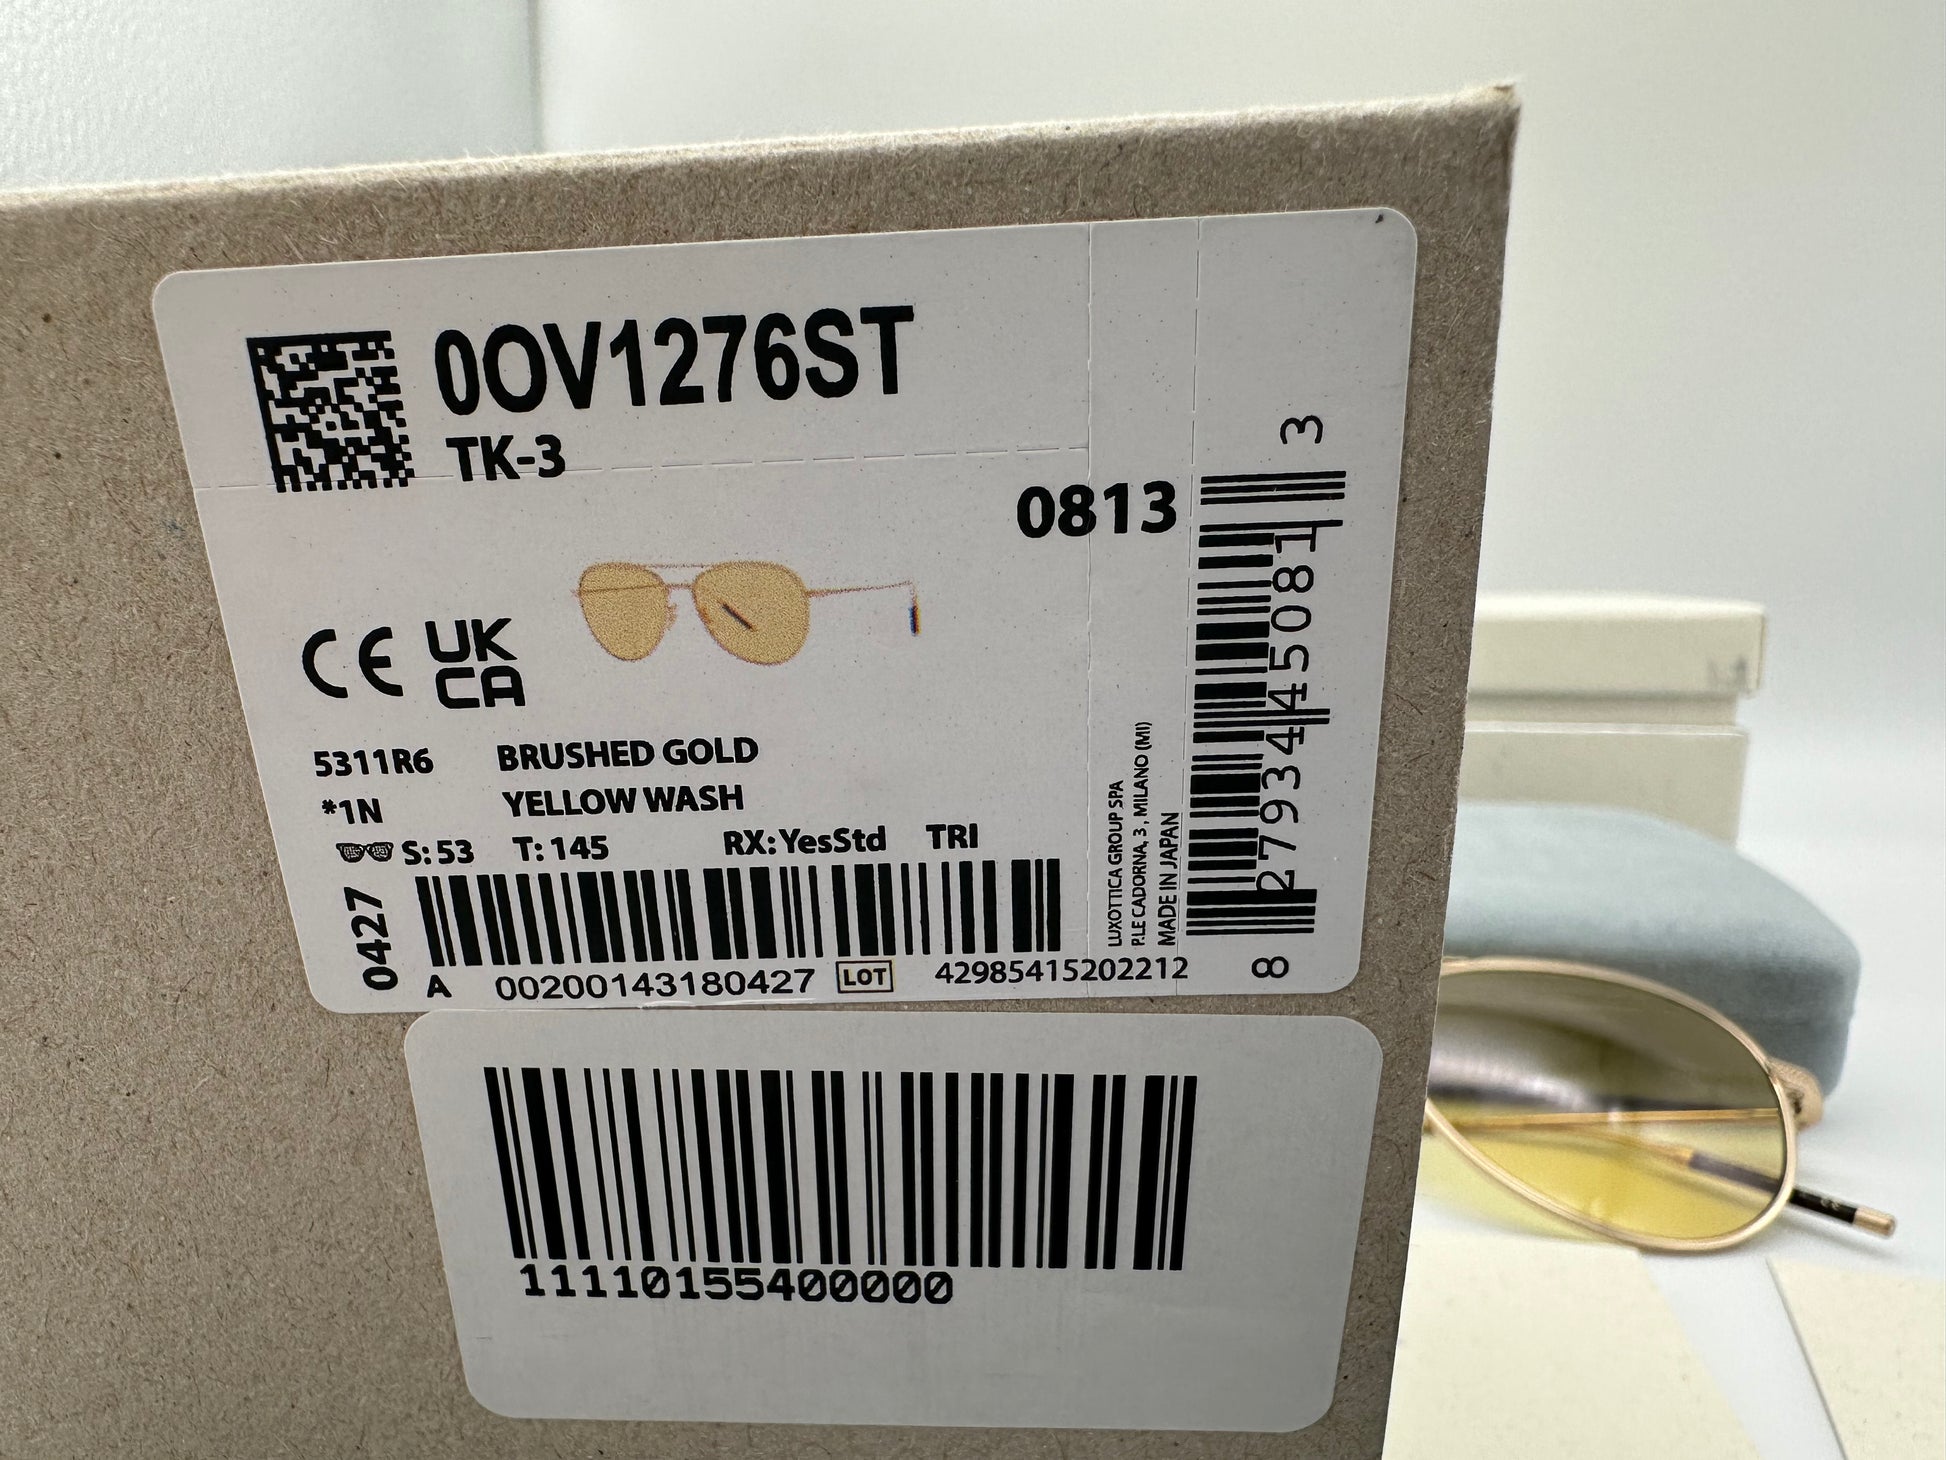 0OV1276ST
TK-3
0813
CE UK
CA
5311R6 BRUSHED GOLD
*1N YELLOW WASH
S: 53 T: 145 RX: YesStd TRI
0427
A 00200143180427 LOT 42985415202212
LUXOTTICA GROUP SPA
P.LE CADORNA, 3, MILANO (MI)
MADE IN JAPAN
8 27934 45081 3
11110155400000